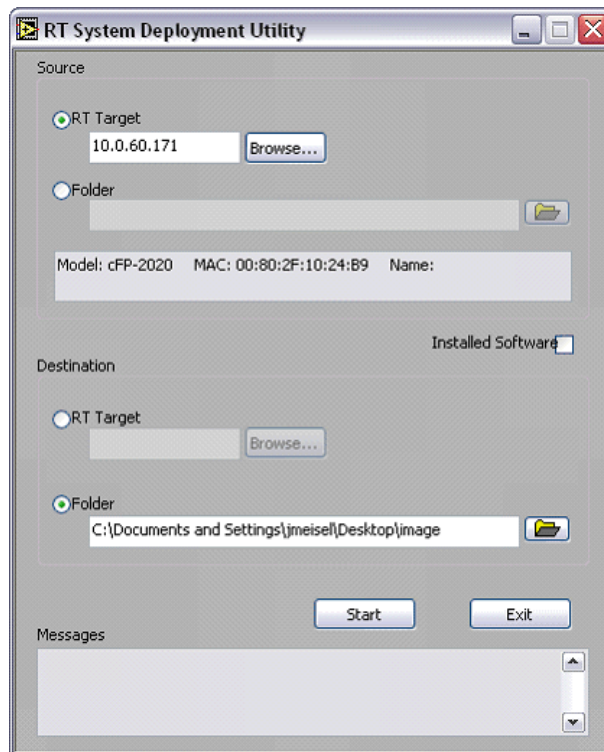 RT System Deployment Utility
Source
RT Target
10.0.60.171 Browse...
Folder
Model: cFP-2020 MAC: 00:80:2F:10:24:B9 Name:
Installed Software
Destination
RT Target
Browse...
Folder
C:\Documents and Settings\jmeisel\Desktop\image
Start Exit
Messages